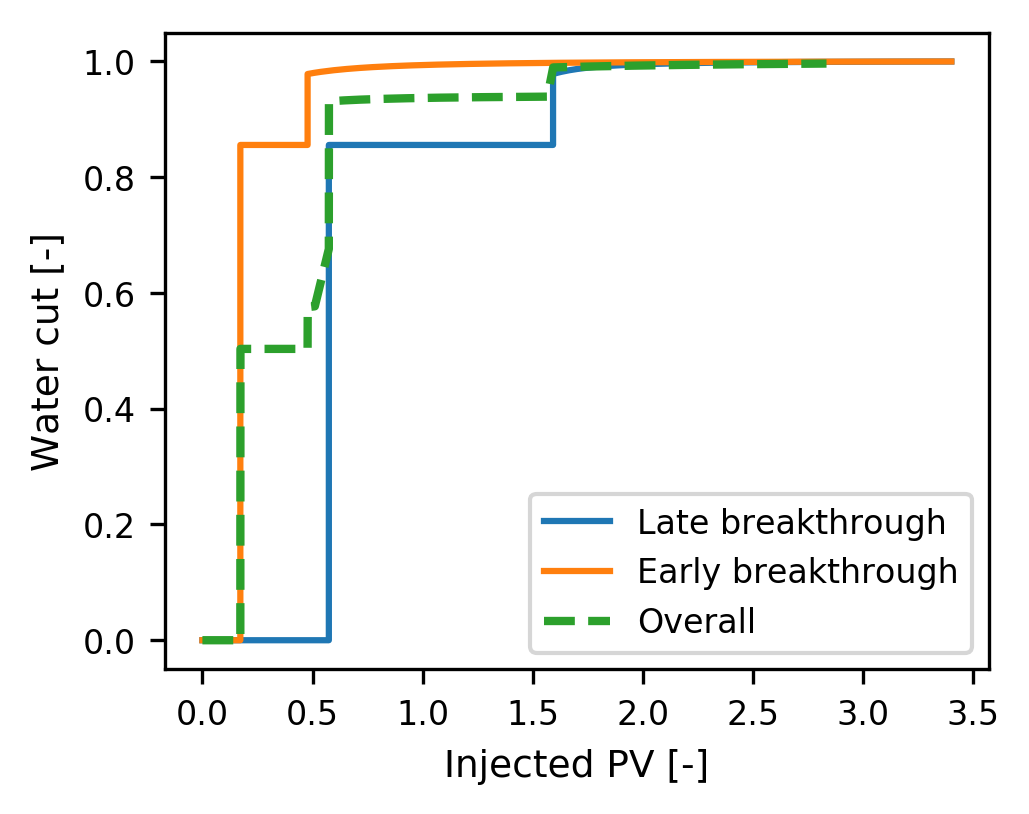 1.0
0.8
0.6
0.4
0.2
0.0
Water cut [-]
0.0 0.5 1.0 1.5 2.0 2.5 3.0 3.5
Injected PV [-]
Late breakthrough
Early breakthrough
Overall